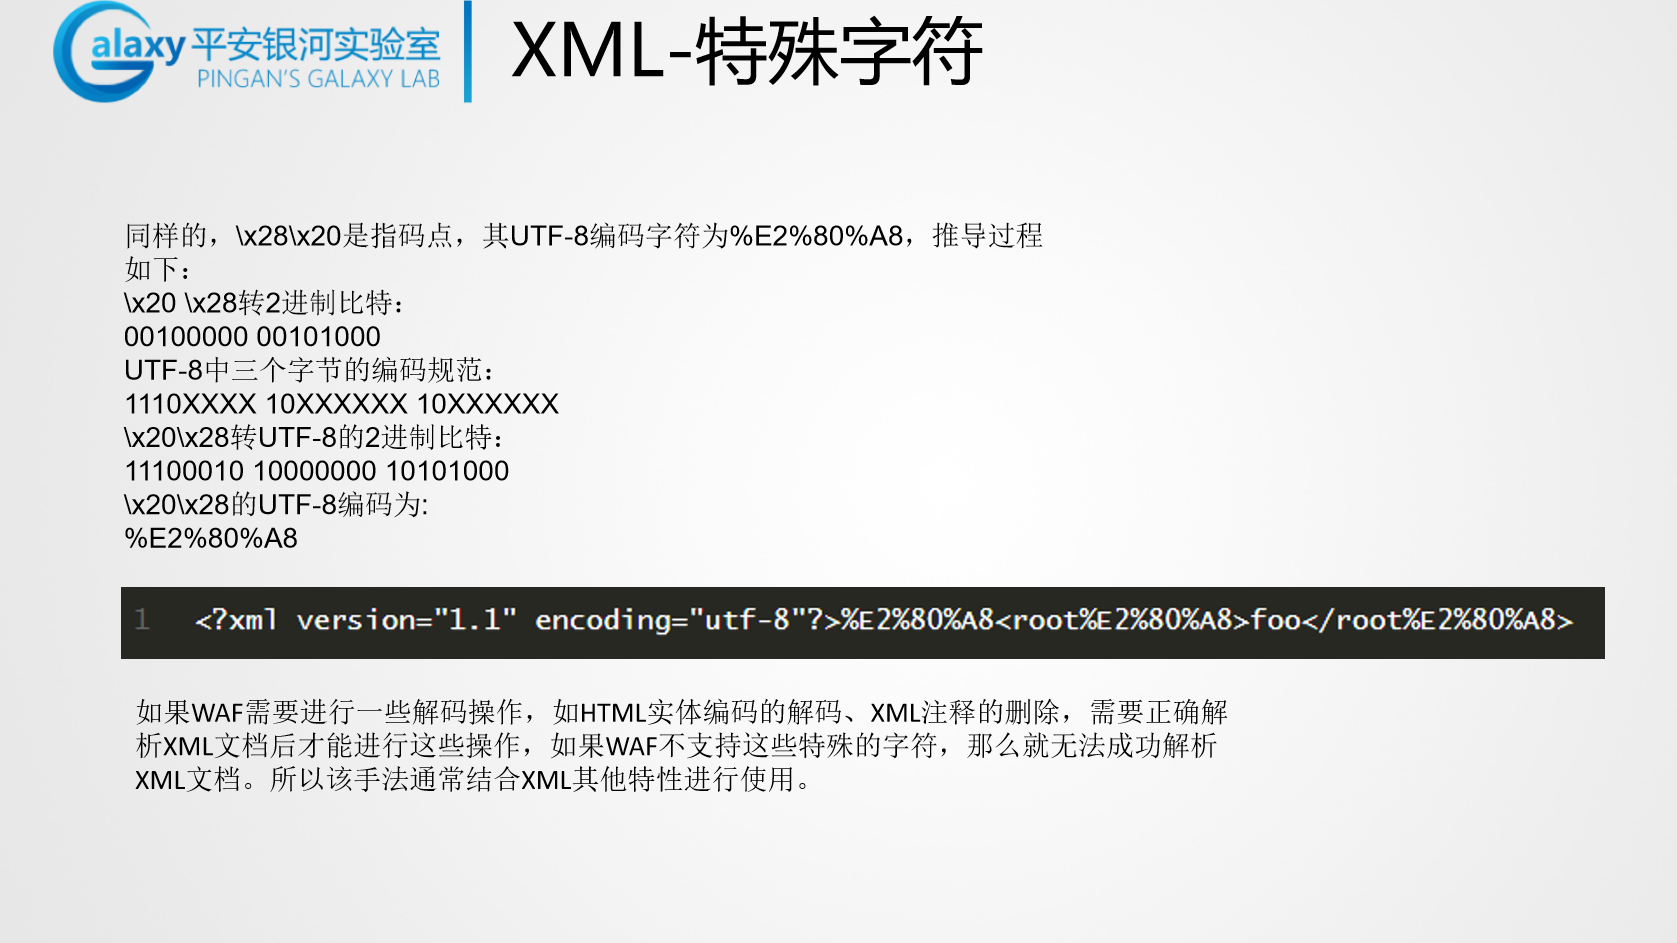 Galaxy 平安银河实验室
PINGAN'S GALAXY LAB
XML-特殊字符
同样的，\x28\x20是指码点，其UTF-8编码字符为%E2%80%A8，推导过程
如下：
\x20 \x28转2进制比特：
00100000 00101000
UTF-8中三个字节的编码规范：
1110XXXX 10XXXXXX 10XXXXXX
\x20\x28转UTF-8的2进制比特：
11100010 10000000 10101000
\x20\x28的UTF-8编码为:
%E2%80%A8
1 <?xml version="1.1" encoding="utf-8"?>%E2%80%A8<root%E2%80%A8>foo</root%E2%80%A8>
如果WAF需要进行一些解码操作，如HTML实体编码的解码、XML注释的删除，需要正确解
析XML文档后才能进行这些操作，如果WAF不支持这些特殊的字符，那么就无法成功解析
XML文档。所以该手法通常结合XML其他特性进行使用。